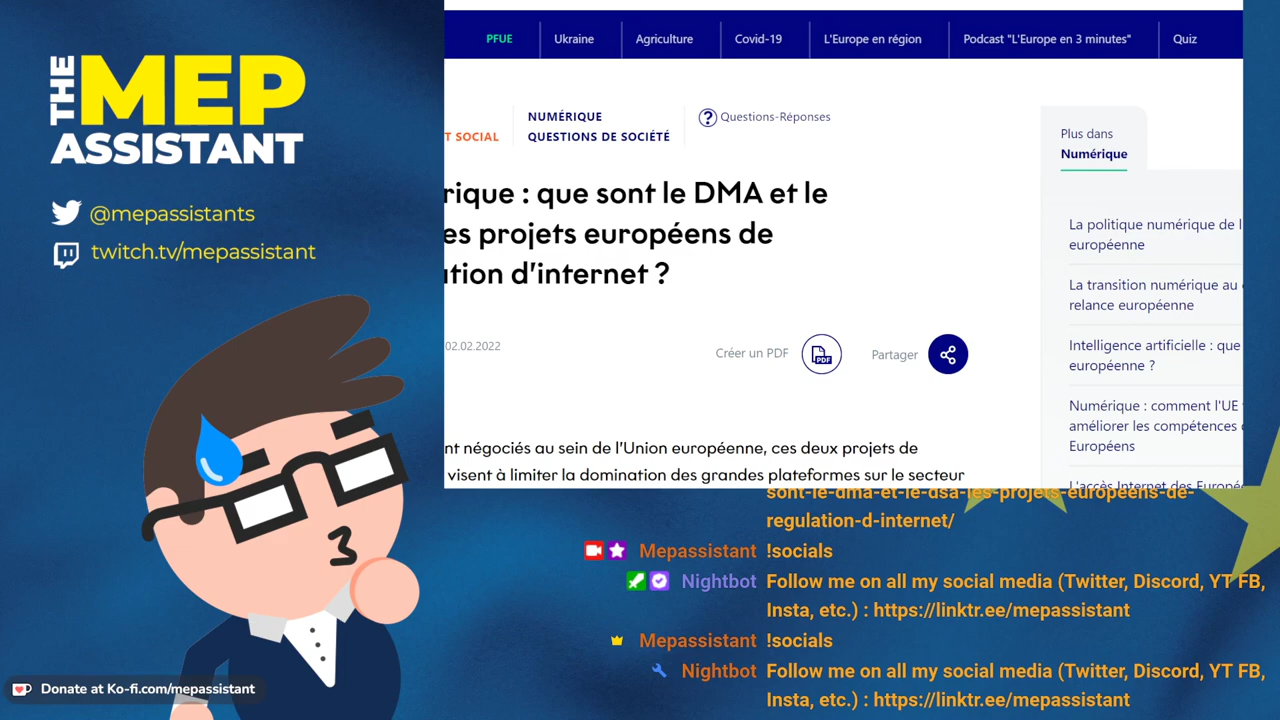 THE
MEP
ASSISTANT
@mepassistants
twitch.tv/mepassistant
Donate at Ko-fi.com/mepassistant
PFUE
Ukraine
Agriculture
Covid-19
L'Europe en région
Podcast "L'Europe en 3 minutes"
Quiz
T SOCIAL
NUMÉRIQUE
QUESTIONS DE SOCIÉTÉ
? Questions-Réponses
rique : que sont le DMA et le
es projets européens de
ation d'internet ?
02.02.2022
Créer un PDF
PDF
Partager
nt négociés au sein de l'Union européenne, ces deux projets de
visent à limiter la domination des grandes plateformes sur le secteur
Plus dans
Numérique
La politique numérique de l
européenne
La transition numérique au
relance européenne
Intelligence artificielle : que
européenne ?
Numérique : comment l'UE
améliorer les compétences
Européens
L'accès Internet des Europé
sont-le-dma-et-le-dsa-les-projets-europeens-de-
regulation-d-internet/
Mepassistant !socials
Nightbot Follow me on all my social media (Twitter, Discord, YT FB,
Insta, etc.) : https://linktr.ee/mepassistant
Mepassistant !socials
Nightbot Follow me on all my social media (Twitter, Discord, YT FB,
Insta, etc.) : https://linktr.ee/mepassistant